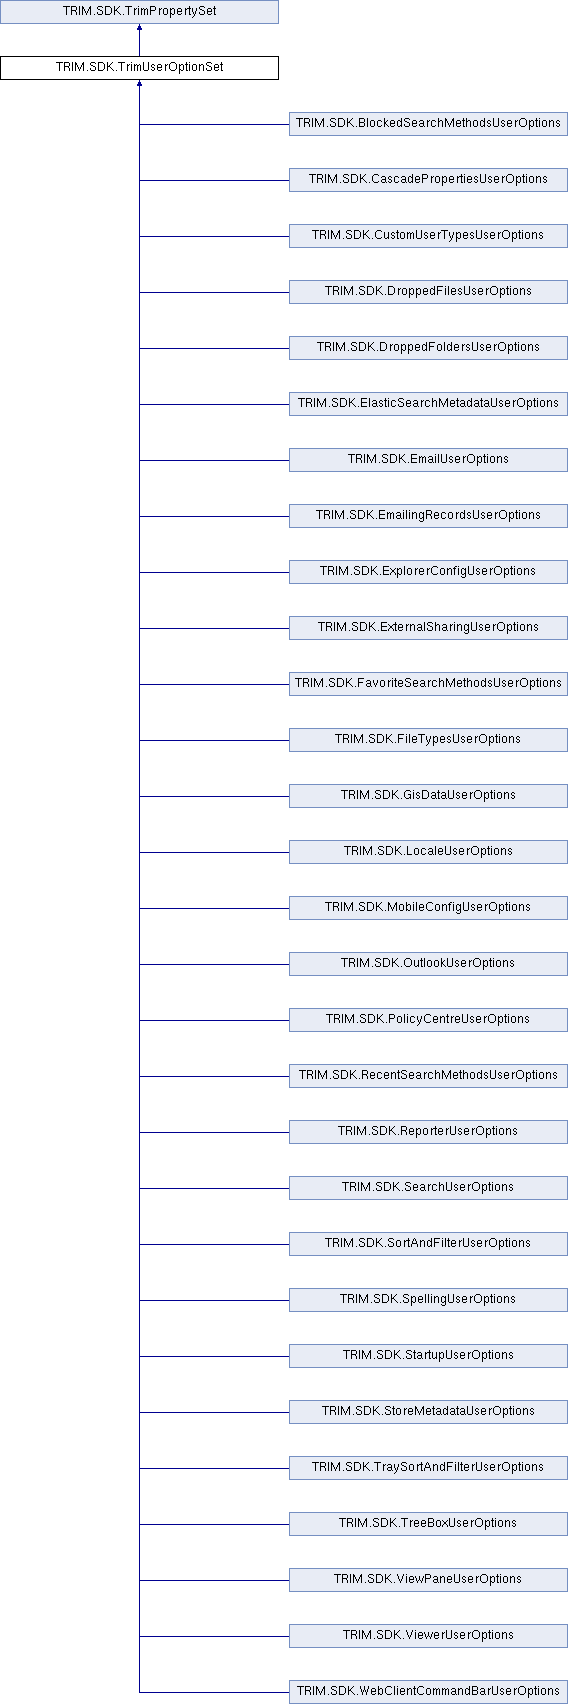 TRIM.SDK.TrimPropertySet
TRIM.SDK.TrimUserOptionSet
TRIM.SDK.BlockedSearchMethodsUserOptions
TRIM.SDK.CascadePropertiesUserOptions
TRIM.SDK.CustomUserTypesUserOptions
TRIM.SDK.DroppedFilesUserOptions
TRIM.SDK.DroppedFoldersUserOptions
TRIM.SDK.ElasticSearchMetadataUserOptions
TRIM.SDK.EmailUserOptions
TRIM.SDK.EmailingRecordsUserOptions
TRIM.SDK.ExplorerConfigUserOptions
TRIM.SDK.ExternalSharingUserOptions
TRIM.SDK.FavoriteSearchMethodsUserOptions
TRIM.SDK.FileTypesUserOptions
TRIM.SDK.GisDataUserOptions
TRIM.SDK.LocaleUserOptions
TRIM.SDK.MobileConfigUserOptions
TRIM.SDK.OutlookUserOptions
TRIM.SDK.PolicyCentreUserOptions
TRIM.SDK.RecentSearchMethodsUserOptions
TRIM.SDK.ReporterUserOptions
TRIM.SDK.SearchUserOptions
TRIM.SDK.SortAndFilterUserOptions
TRIM.SDK.SpellingUserOptions
TRIM.SDK.StartupUserOptions
TRIM.SDK.StoreMetadataUserOptions
TRIM.SDK.TraySortAndFilterUserOptions
TRIM.SDK.TreeBoxUserOptions
TRIM.SDK.ViewPaneUserOptions
TRIM.SDK.ViewerUserOptions
TRIM.SDK.WebClientCommandBarUserOptions